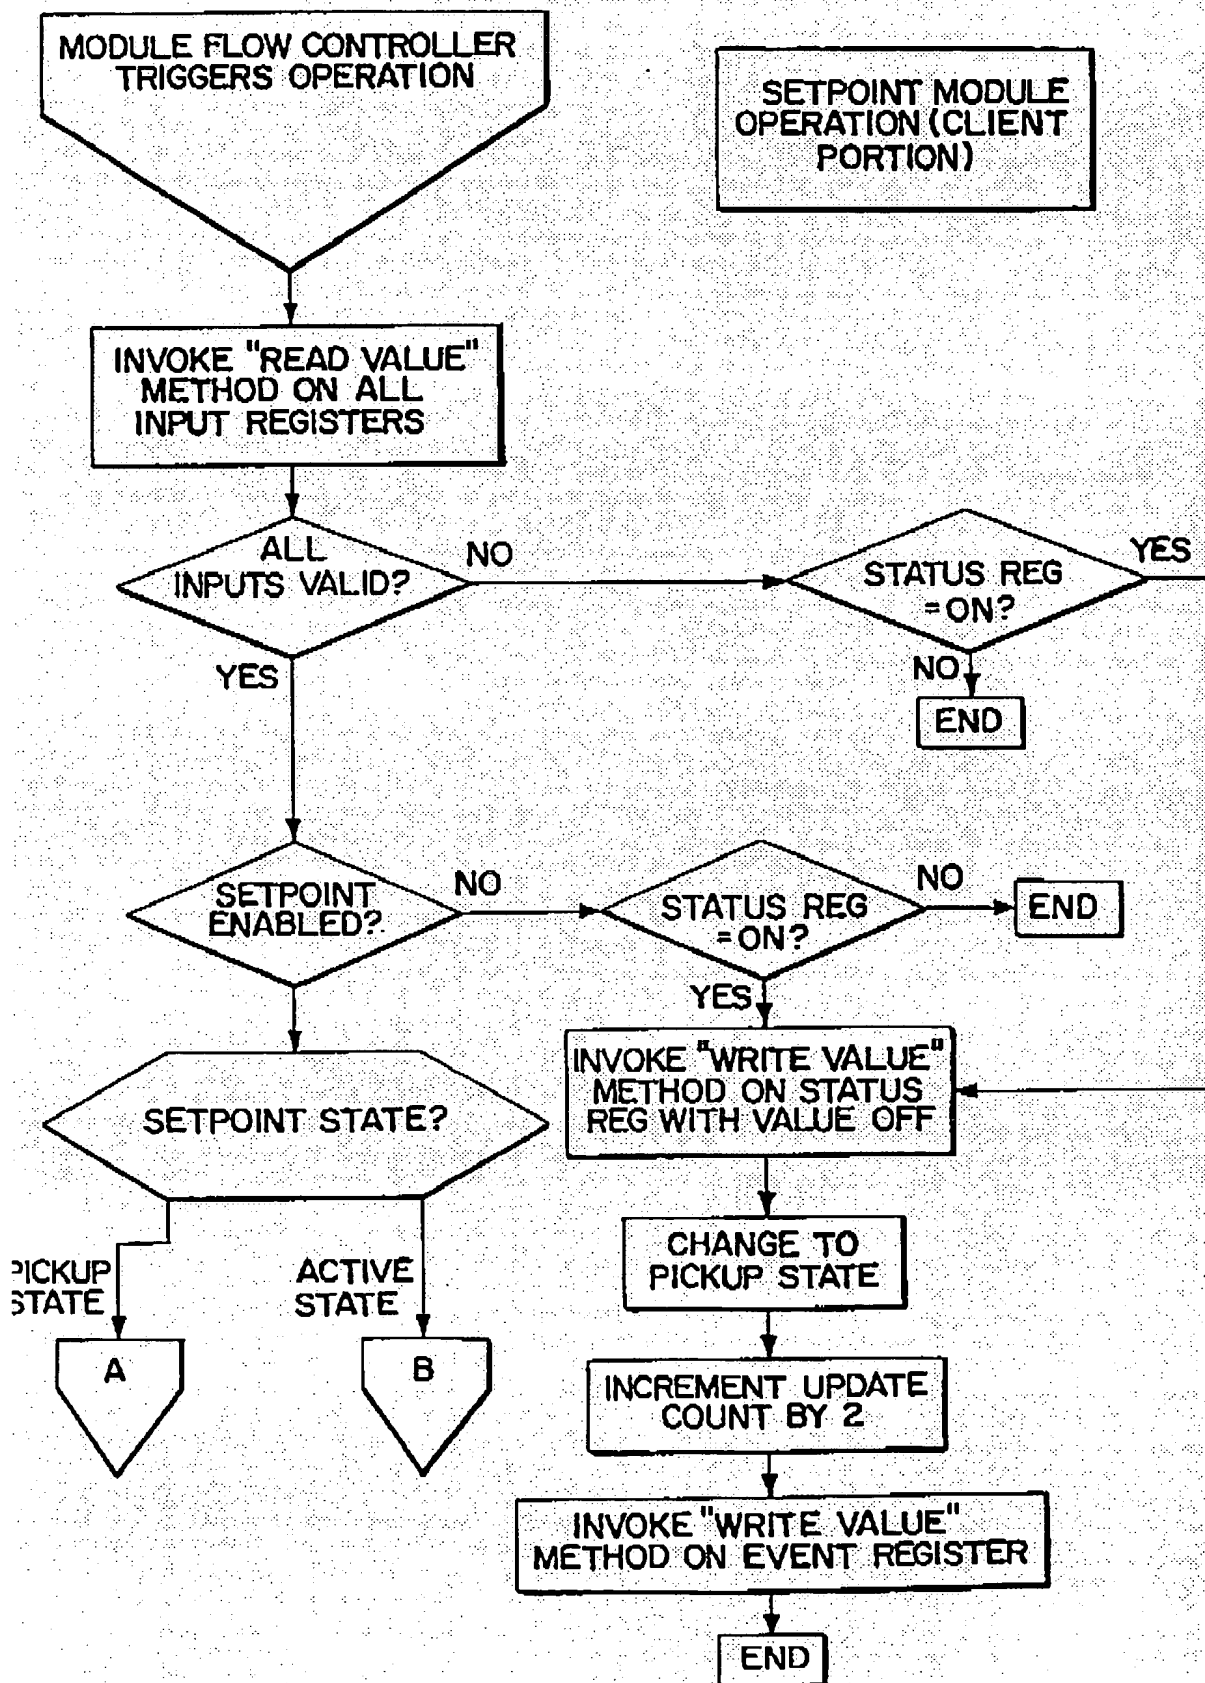 MODULE FLOW CONTROLLER
TRIGGERS OPERATION
SETPOINT MODULE
OPERATION (CLIENT
PORTION)
INVOKE "READ VALUE"
METHOD ON ALL
INPUT REGISTERS
ALL
INPUTS VALID?
NO
STATUS REG
=ON?
YES
YES
NO
END
SETPOINT
ENABLED?
NO
STATUS REG
=ON?
NO
END
YES
INVOKE "WRITE VALUE"
METHOD ON STATUS
REG WITH VALUE OFF
SETPOINT STATE?
CHANGE TO
PICKUP STATE
PICKUP
STATE
ACTIVE
STATE
A
B
INCREMENT UPDATE
COUNT BY 2
INVOKE "WRITE VALUE"
METHOD ON EVENT REGISTER
END